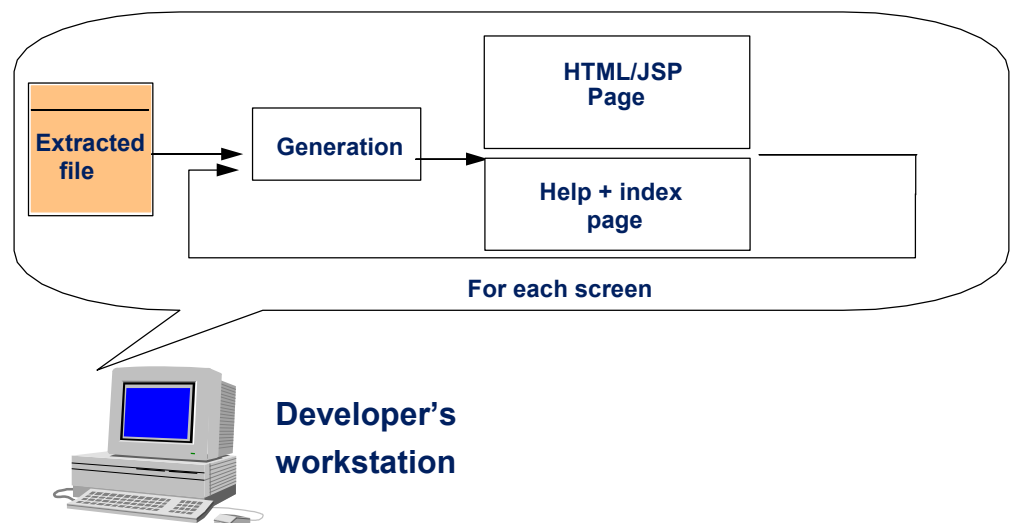 HTML/JSP
Page
Extracted
file
Generation
Help + index
page
For each screen
Developer’s
workstation